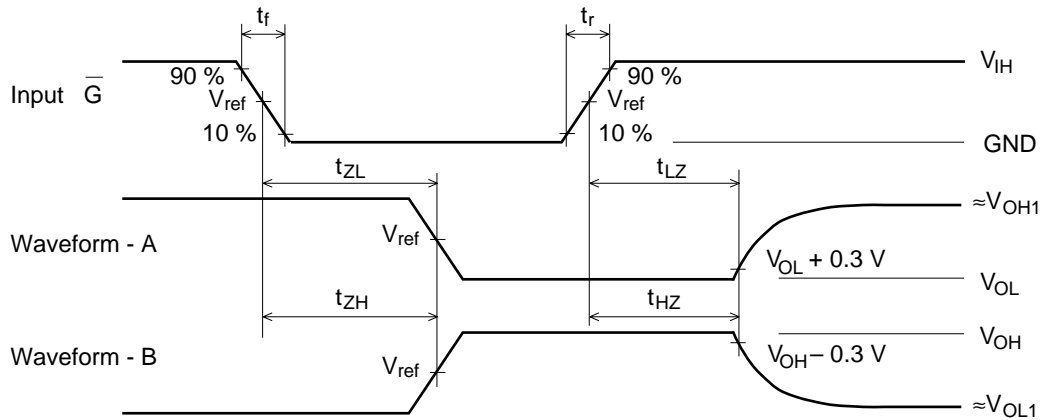 tf
tr
90 %
90 %
VIH
Input G̅
Vref
Vref
10 %
10 %
GND
tZL
tLZ
≈VOH1
Waveform - A
Vref
VOL + 0.3 V
VOL
tZH
tHZ
VOH
Waveform - B
Vref
VOH – 0.3 V
≈VOL1